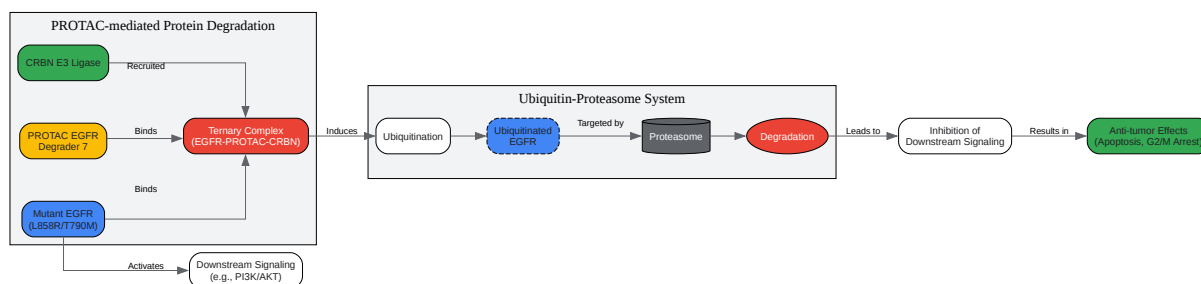 PROTAC-mediated Protein Degradation
CRBN E3 Ligase
Recruited
PROTAC EGFR
Degrader 7
Binds
Ternary Complex
(EGFR-PROTAC-CRBN)
Induces
Binds
Mutant EGFR
(L858R/T790M)
Activates
Downstream Signaling
(e.g., PI3K/AKT)
Ubiquitin-Proteasome System
Ubiquitination
Ubiquitinated
EGFR
Targeted by
Proteasome
Degradation
Leads to
Inhibition of
Downstream Signaling
Results in
Anti-tumor Effects
(Apoptosis, G2/M Arrest)